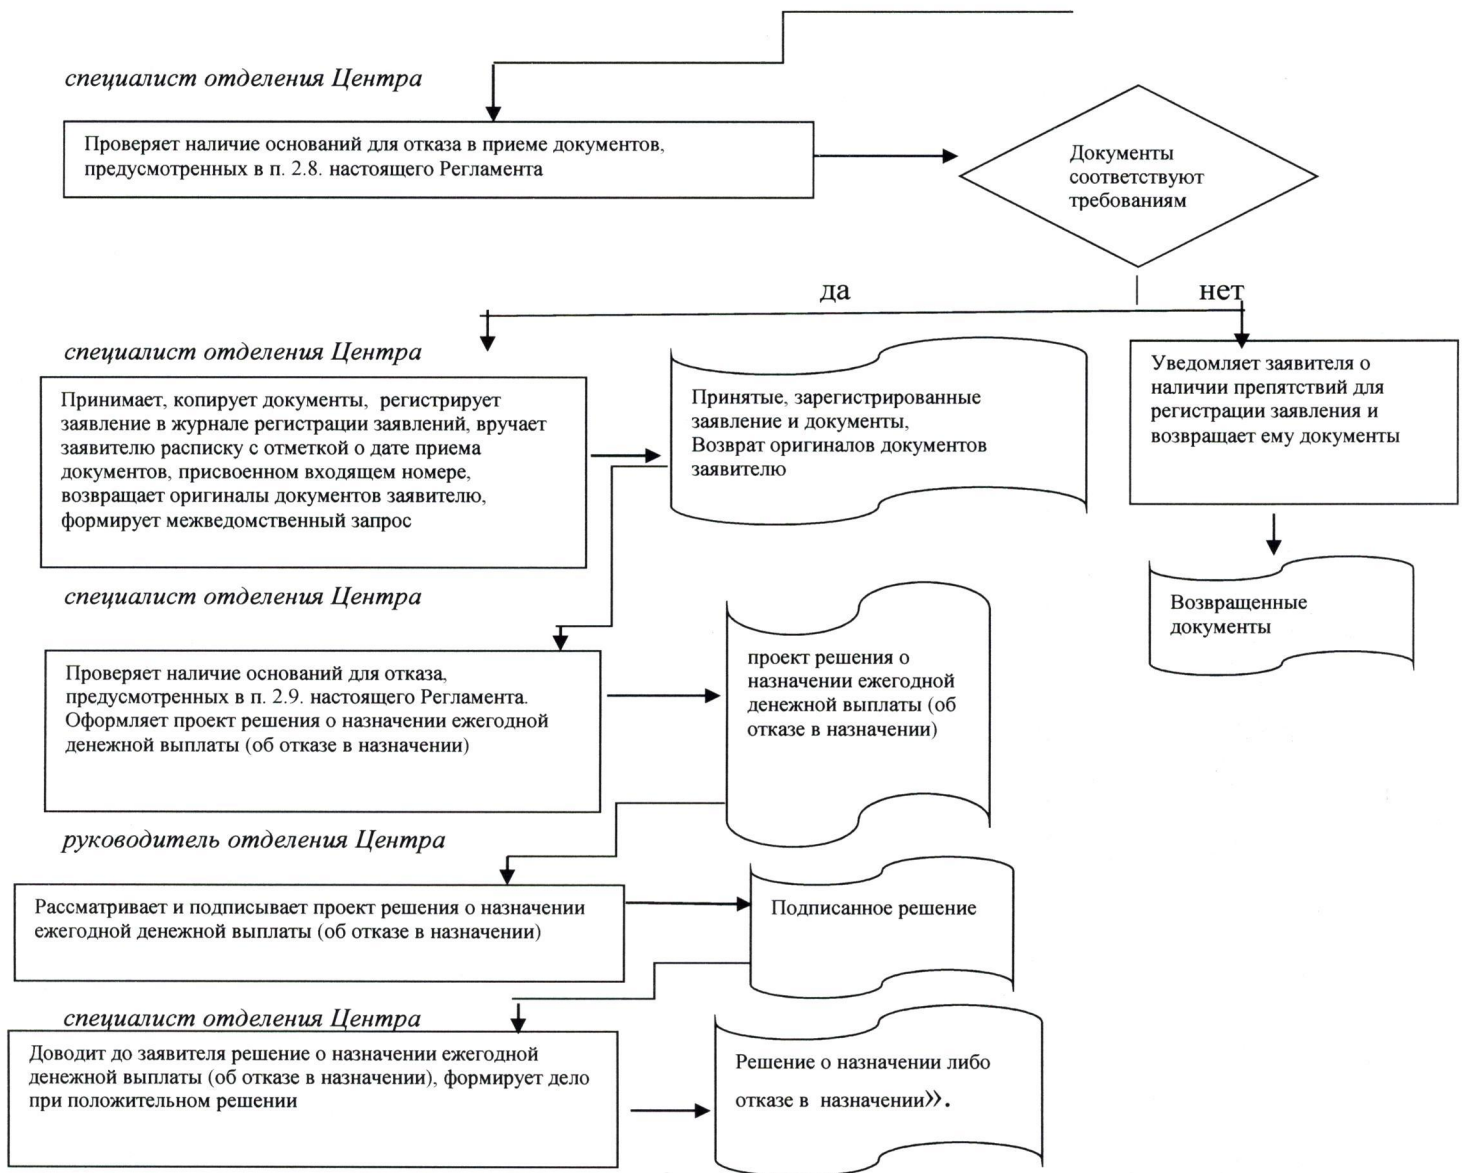 специалист отделения Центра
Проверяет наличие оснований для отказа в приеме документов,
предусмотренных в п. 2.8. настоящего Регламента
Документы
соответствуют
требованиям
да
нет
специалист отделения Центра
Принимает, копирует документы, регистрирует
заявление в журнале регистрации заявлений, вручает
заявителю расписку с отметкой о дате приема
документов, присвоенном входящем номере,
возвращает оригиналы документов заявителю,
формирует межведомственный запрос
Принятые, зарегистрированные
заявление и документы,
Возврат оригиналов документов
заявителю
Уведомляет заявителя о
наличии препятствий для
регистрации заявления и
возвращает ему документы
Возвращенные
документы
специалист отделения Центра
Проверяет наличие оснований для отказа,
предусмотренных в п. 2.9. настоящего Регламента.
Оформляет проект решения о назначении ежегодной
денежной выплаты (об отказе в назначении)
проект решения о
назначении ежегодной
денежной выплаты (об
отказе в назначении)
руководитель отделения Центра
Рассматривает и подписывает проект решения о назначении
ежегодной денежной выплаты (об отказе в назначении)
Подписанное решение
специалист отделения Центра
Доводит до заявителя решение о назначении ежегодной
денежной выплаты (об отказе в назначении), формирует дело
при положительном решении
Решение о назначении либо
отказе в назначении».